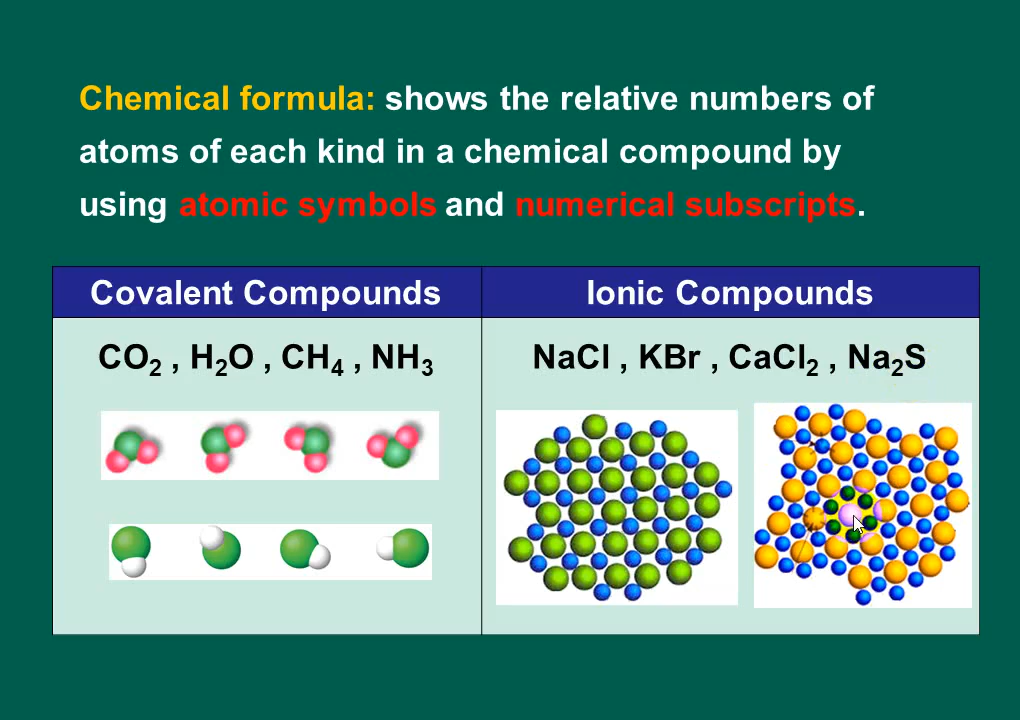 Chemical formula: shows the relative numbers of
atoms of each kind in a chemical compound by
using atomic symbols and numerical subscripts.
Covalent Compounds
Ionic Compounds
CO₂ , H₂O , CH₄ , NH₃
NaCl , KBr , CaCl₂ , Na₂S